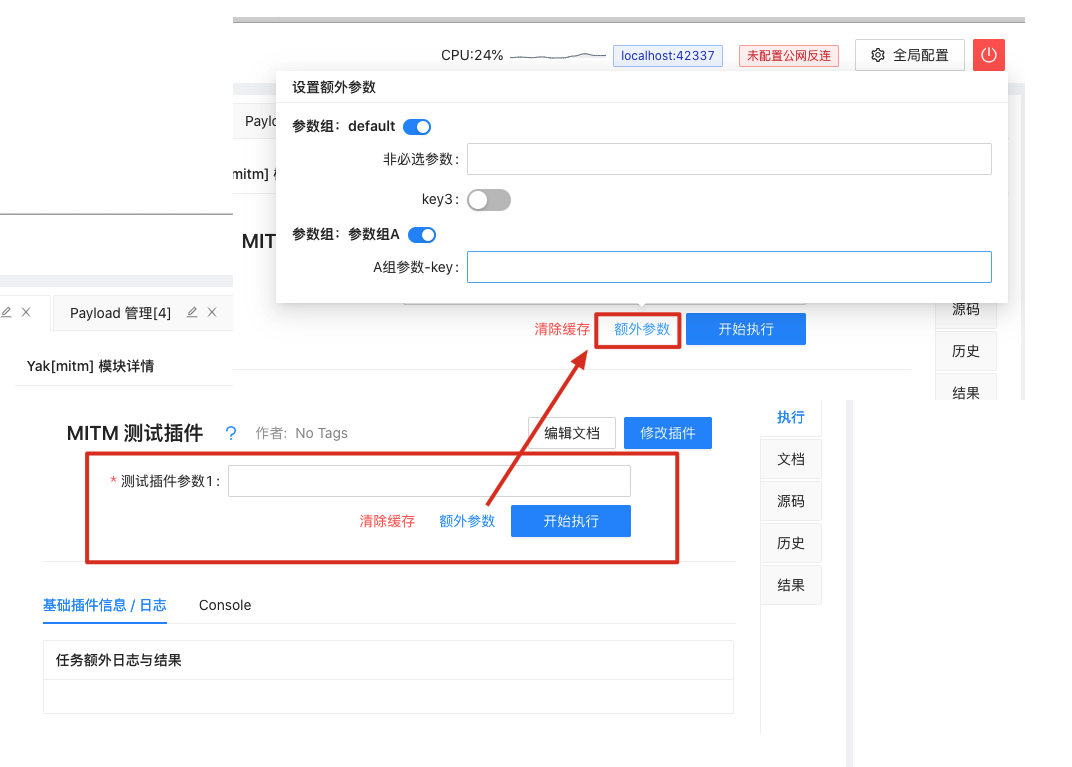 CPU:24%
localhost:42337
未配置公网反连
全局配置
设置额外参数
参数组: default
非必选参数:
key3:
参数组: 参数组A
A组参数-key:
清除缓存
额外参数
开始执行
源码
历史
结果
Payload 管理[4]
Yak[mitm] 模块详情
MITM 测试插件
?
作者: No Tags
编辑文档
修改插件
* 测试插件参数1:
清除缓存
额外参数
开始执行
执行
文档
源码
历史
结果
基础插件信息 / 日志
Console
任务额外日志与结果